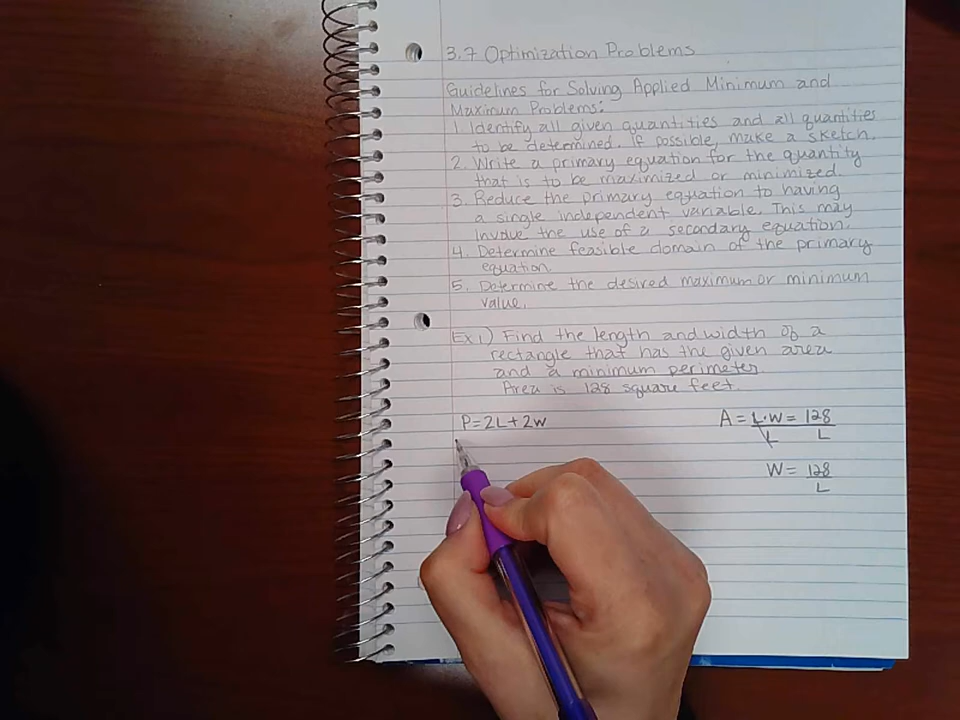 3.7 Optimization Problems
Guidelines for Solving Applied Minimum and
Maximum Problems:
1. Identify all given quantities and all quantities
to be determined. If possible, make a sketch.
2. Write a primary equation for the quantity
that is to be maximized or minimized.
3. Reduce the primary equation to having
a single independent variable. This may
involve the use of a secondary equation.
4. Determine feasible domain of the primary
equation.
5. Determine the desired maximum or minimum
value.
Ex 1) Find the length and width of a
rectangle that has the given area
and a minimum perimeter.
Area is 128 square feet.
P=2L+2W
A = L·W = 128
L L
W = 128
L